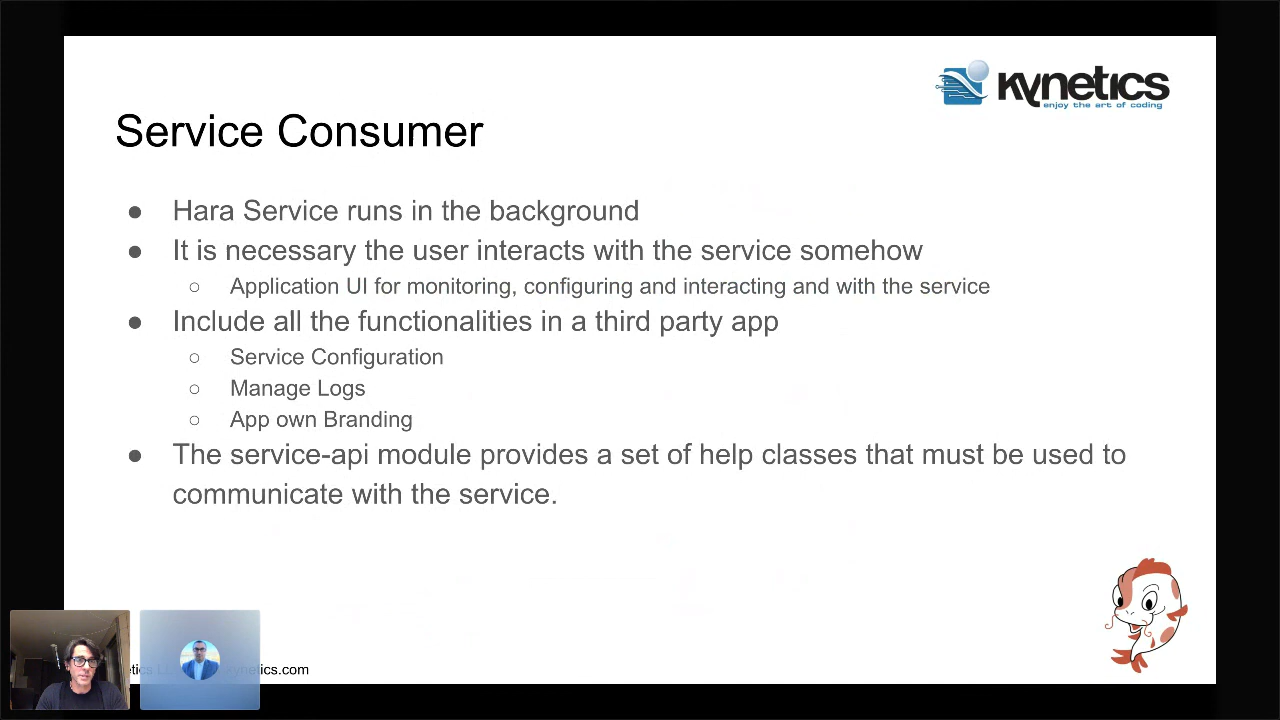 Kynetics
enjoy the art of coding
Service Consumer
● Hara Service runs in the background
● It is necessary the user interacts with the service somehow
○ Application UI for monitoring, configuring and interacting and with the service
● Include all the functionalities in a third party app
○ Service Configuration
○ Manage Logs
○ App own Branding
● The service-api module provides a set of help classes that must be used to
communicate with the service.